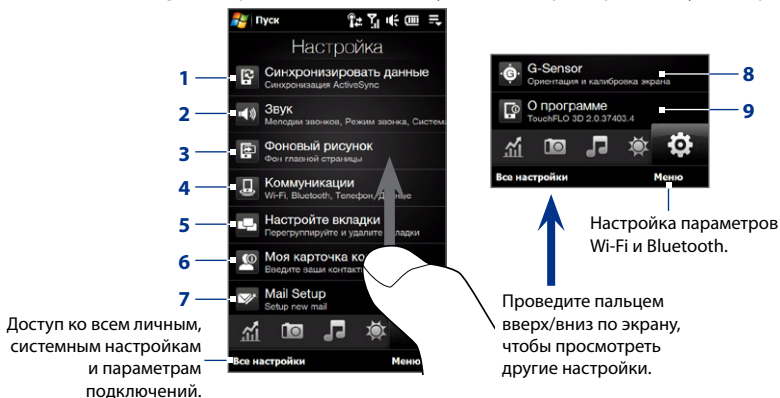 Пуск
Настройка
1
Синхронизировать данные
Синхронизация ActiveSync
2
Звук
Мелодии звонков, Режим звонка, Систем
3
Фоновый рисунок
Фон главной страницы
4
Коммуникации
Wi-Fi, Bluetooth, Телефон/
5
Настройте вкладки
Перегруппируйте и удалите
6
Моя карточка ко
Введите ваши контакт
7
Mail Setup
Setup new mail
Все настройки
Меню
Доступ ко всем личным,
системным настройкам
и параметрам
подключений.
G-Sensor
Ориентация и калибровка экрана
8
О программе
TouchFLO 3D 2.0.37403.4
9
Все настройки
Меню
Настройка параметров
Wi-Fi и Bluetooth.
Проведите пальцем
вверх/вниз по экрану,
чтобы просмотреть
другие настройки.